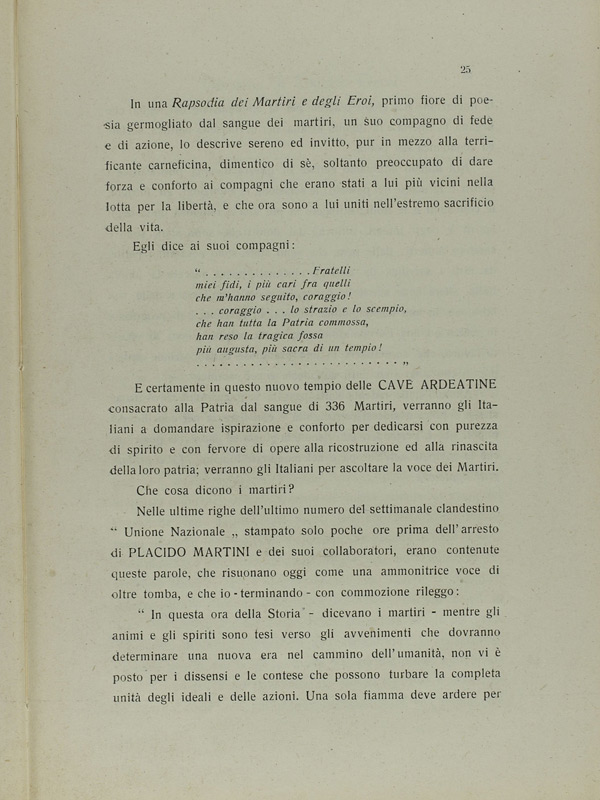 25
In una Rapsodia dei Martiri e degli Eroi, primo fiore di poe-
sia germogliato dal sangue dei martiri, un suo compagno di fede
e di azione, lo descrive sereno ed invitto, pur in mezzo alla terri-
ficante carneficina, dimentico di sè, soltanto preoccupato di dare
forza e conforto ai compagni che erano stati a lui più vicini nella
lotta per la libertà, e che ora sono a lui uniti nell'estremo sacrificio
della vita.
Egli dice ai suoi compagni:
“ . . . . . . . . . . . . . . Fratelli
miei fidi, i più cari fra quelli
che m'hanno seguito, coraggio!
. . . coraggio . . . lo strazio e lo scempio,
che han tutta la Patria commossa,
han reso la tragica fossa
più augusta, più sacra di un tempio!
. . . . . . . . . . . . . . . . . . . . . . . . . . „
E certamente in questo nuovo tempio delle CAVE ARDEATINE
consacrato alla Patria dal sangue di 336 Martiri, verranno gli Ita-
liani a domandare ispirazione e conforto per dedicarsi con purezza
di spirito e con fervore di opere alla ricostruzione ed alla rinascita
della loro patria; verranno gli Italiani per ascoltare la voce dei Martiri.
Che cosa dicono i martiri?
Nelle ultime righe dell'ultimo numero del settimanale clandestino
“ Unione Nazionale „ stampato solo poche ore prima dell'arresto
di PLACIDO MARTINI e dei suoi collaboratori, erano contenute
queste parole, che risuonano oggi come una ammonitrice voce di
oltre tomba, e che io - terminando - con commozione rileggo:
“ In questa ora della Storia - dicevano i martiri - mentre gli
animi e gli spiriti sono tesi verso gli avvenimenti che dovranno
determinare una nuova era nel cammino dell'umanità, non vi è
posto per i dissensi e le contese che possono turbare la completa
unità degli ideali e delle azioni. Una sola fiamma deve ardere per